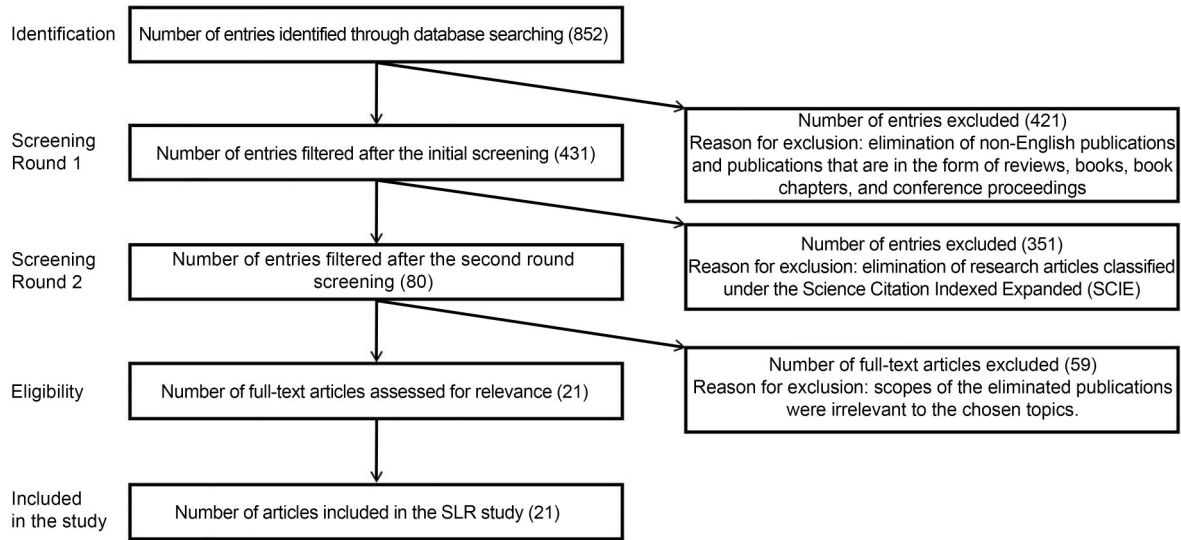 Identification
Number of entries identified through database searching (852)
Number of entries excluded (421)
Reason for exclusion: elimination of non-English publications
and publications that are in the form of reviews, books, book
chapters, and conference proceedings
Screening
Round 1
Number of entries filtered after the initial screening (431)
Number of entries excluded (351)
Reason for exclusion: elimination of research articles classified
under the Science Citation Indexed Expanded (SCIE)
Screening
Round 2
Number of entries filtered after the second round
screening (80)
Number of full-text articles excluded (59)
Reason for exclusion: scopes of the eliminated publications
were irrelevant to the chosen topics.
Eligibility
Number of full-text articles assessed for relevance (21)
Included
in the study
Number of articles included in the SLR study (21)